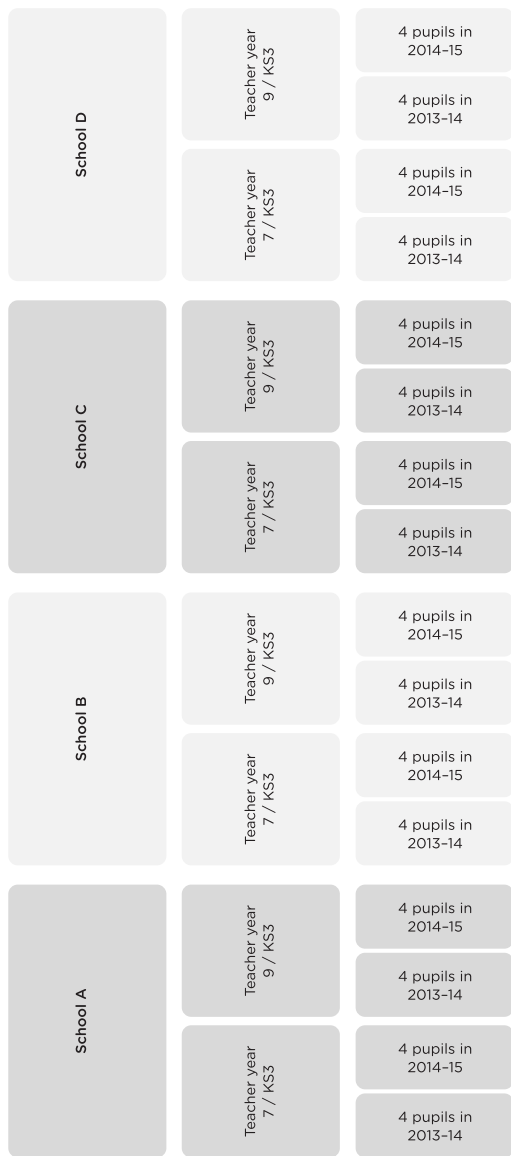 School D
Teacher year
9 / KS3
4 pupils in
2014–15
4 pupils in
2013–14
Teacher year
7 / KS3
4 pupils in
2014–15
4 pupils in
2013–14
School C
Teacher year
9 / KS3
4 pupils in
2014–15
4 pupils in
2013–14
Teacher year
7 / KS3
4 pupils in
2014–15
4 pupils in
2013–14
School B
Teacher year
9 / KS3
4 pupils in
2014–15
4 pupils in
2013–14
Teacher year
7 / KS3
4 pupils in
2014–15
4 pupils in
2013–14
School A
Teacher year
9 / KS3
4 pupils in
2014–15
4 pupils in
2013–14
Teacher year
7 / KS3
4 pupils in
2014–15
4 pupils in
2013–14